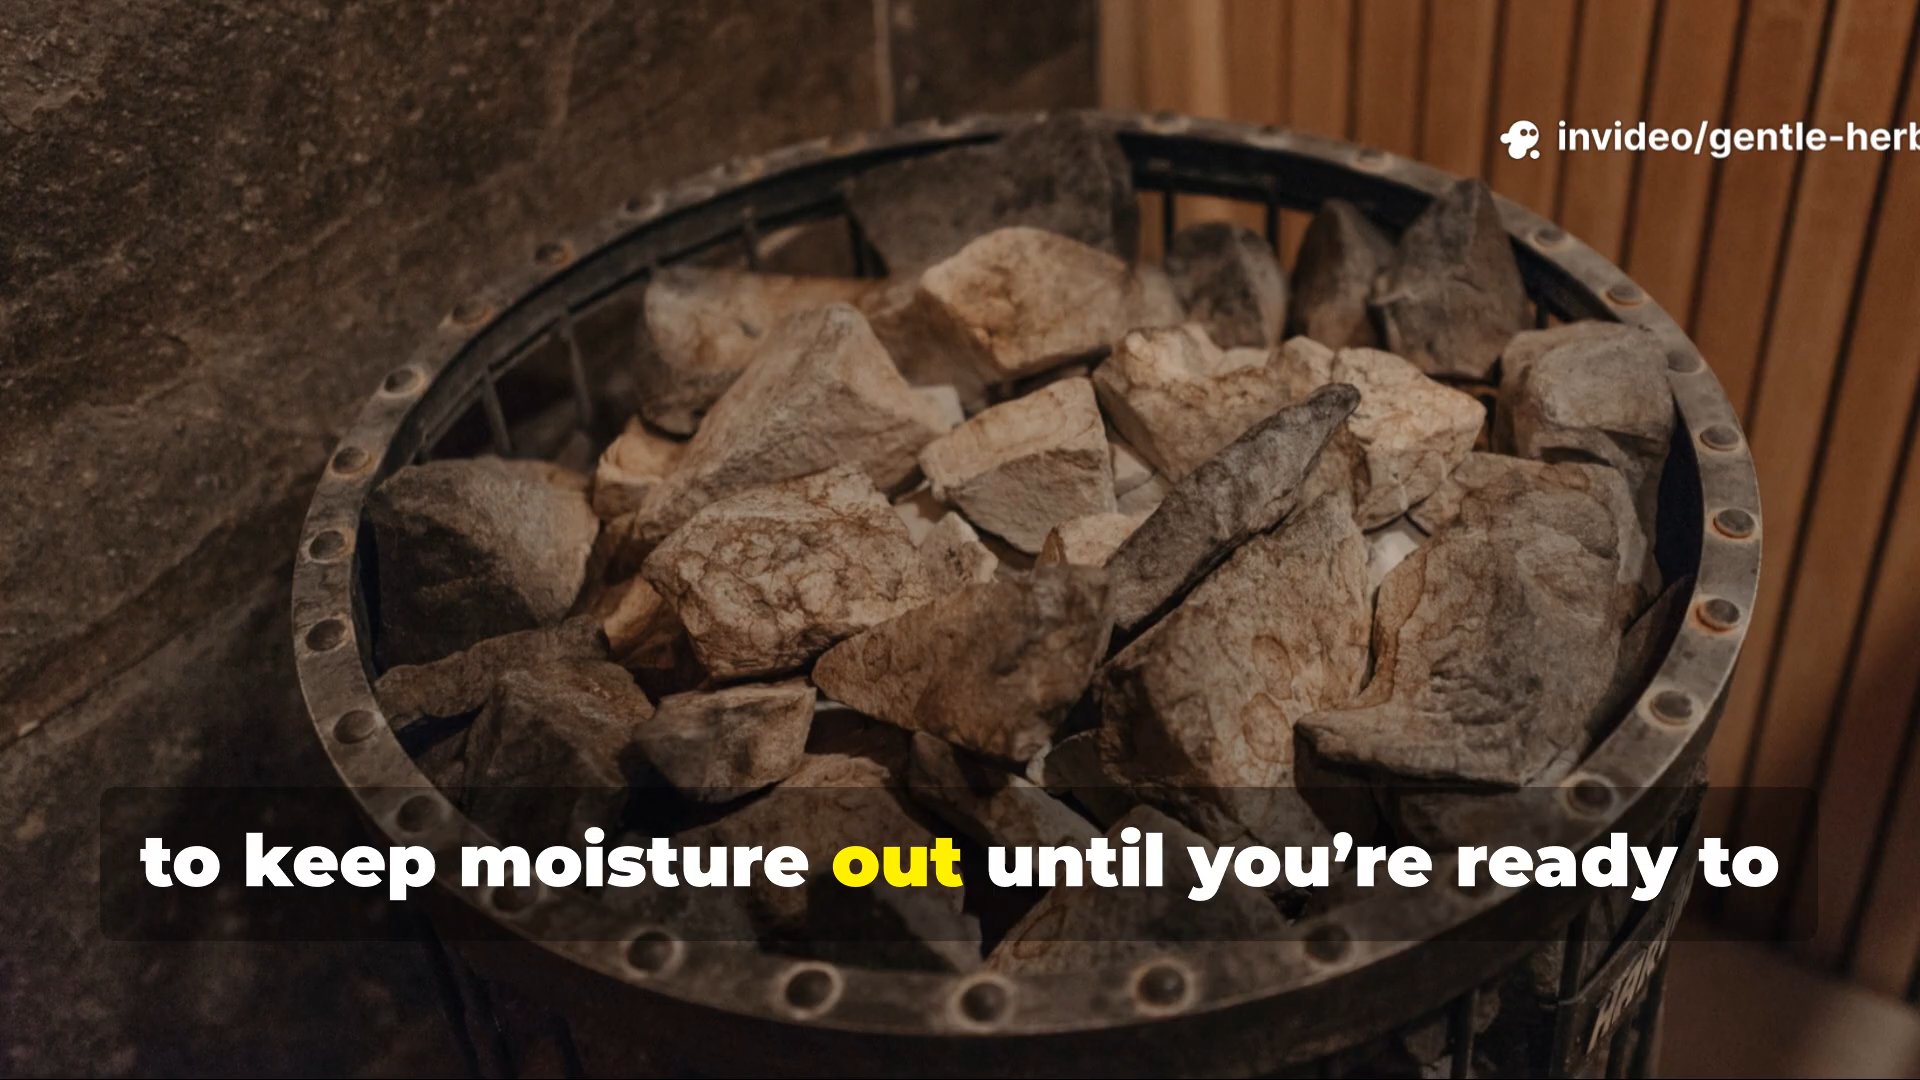 invideo/gentle-herb
to keep moisture out until you’re ready to